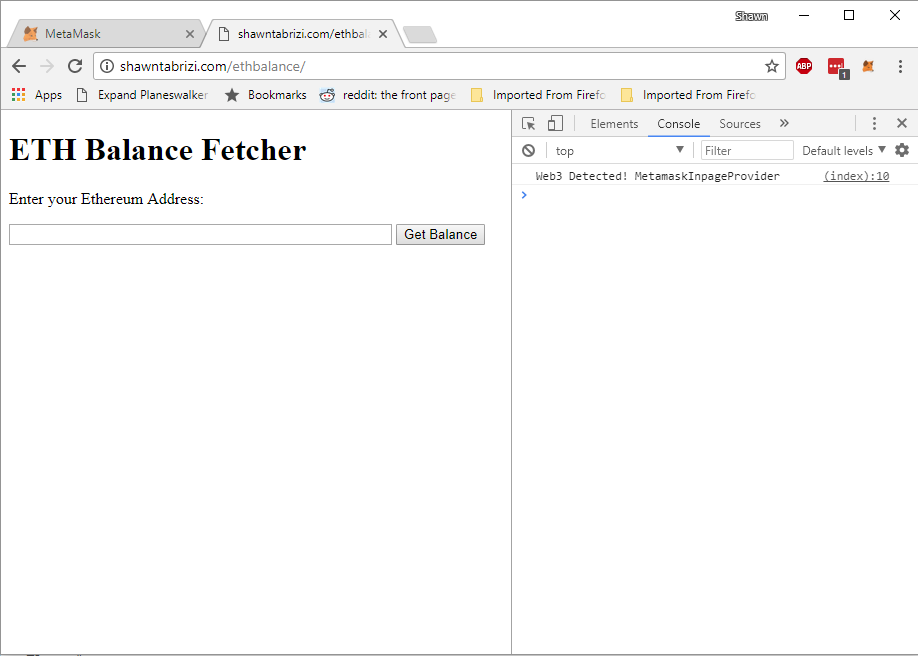 Shawn
MetaMask
shawntabrizi.com/ethbala
shawntabrizi.com/ethbalance/
ABP
1
Apps
Expand Planeswalker
Bookmarks
reddit: the front page
Imported From Firefo
Imported From Firefo
ETH Balance Fetcher
Enter your Ethereum Address:
Get Balance
Elements
Console
Sources
top
Filter
Default levels
Web3 Detected! MetamaskInpageProvider
(index):10